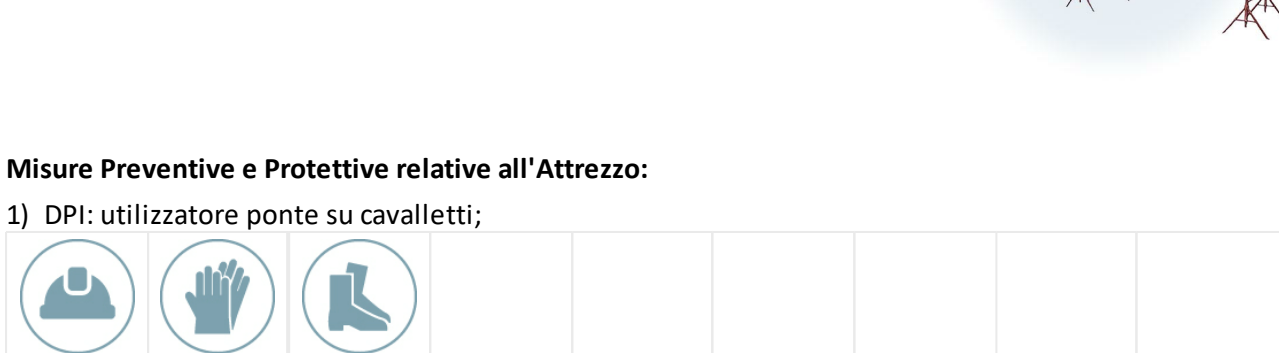 Misure Preventive e Protettive relative all'Attrezzo:
1) DPI: utilizzatore ponte su cavalletti;